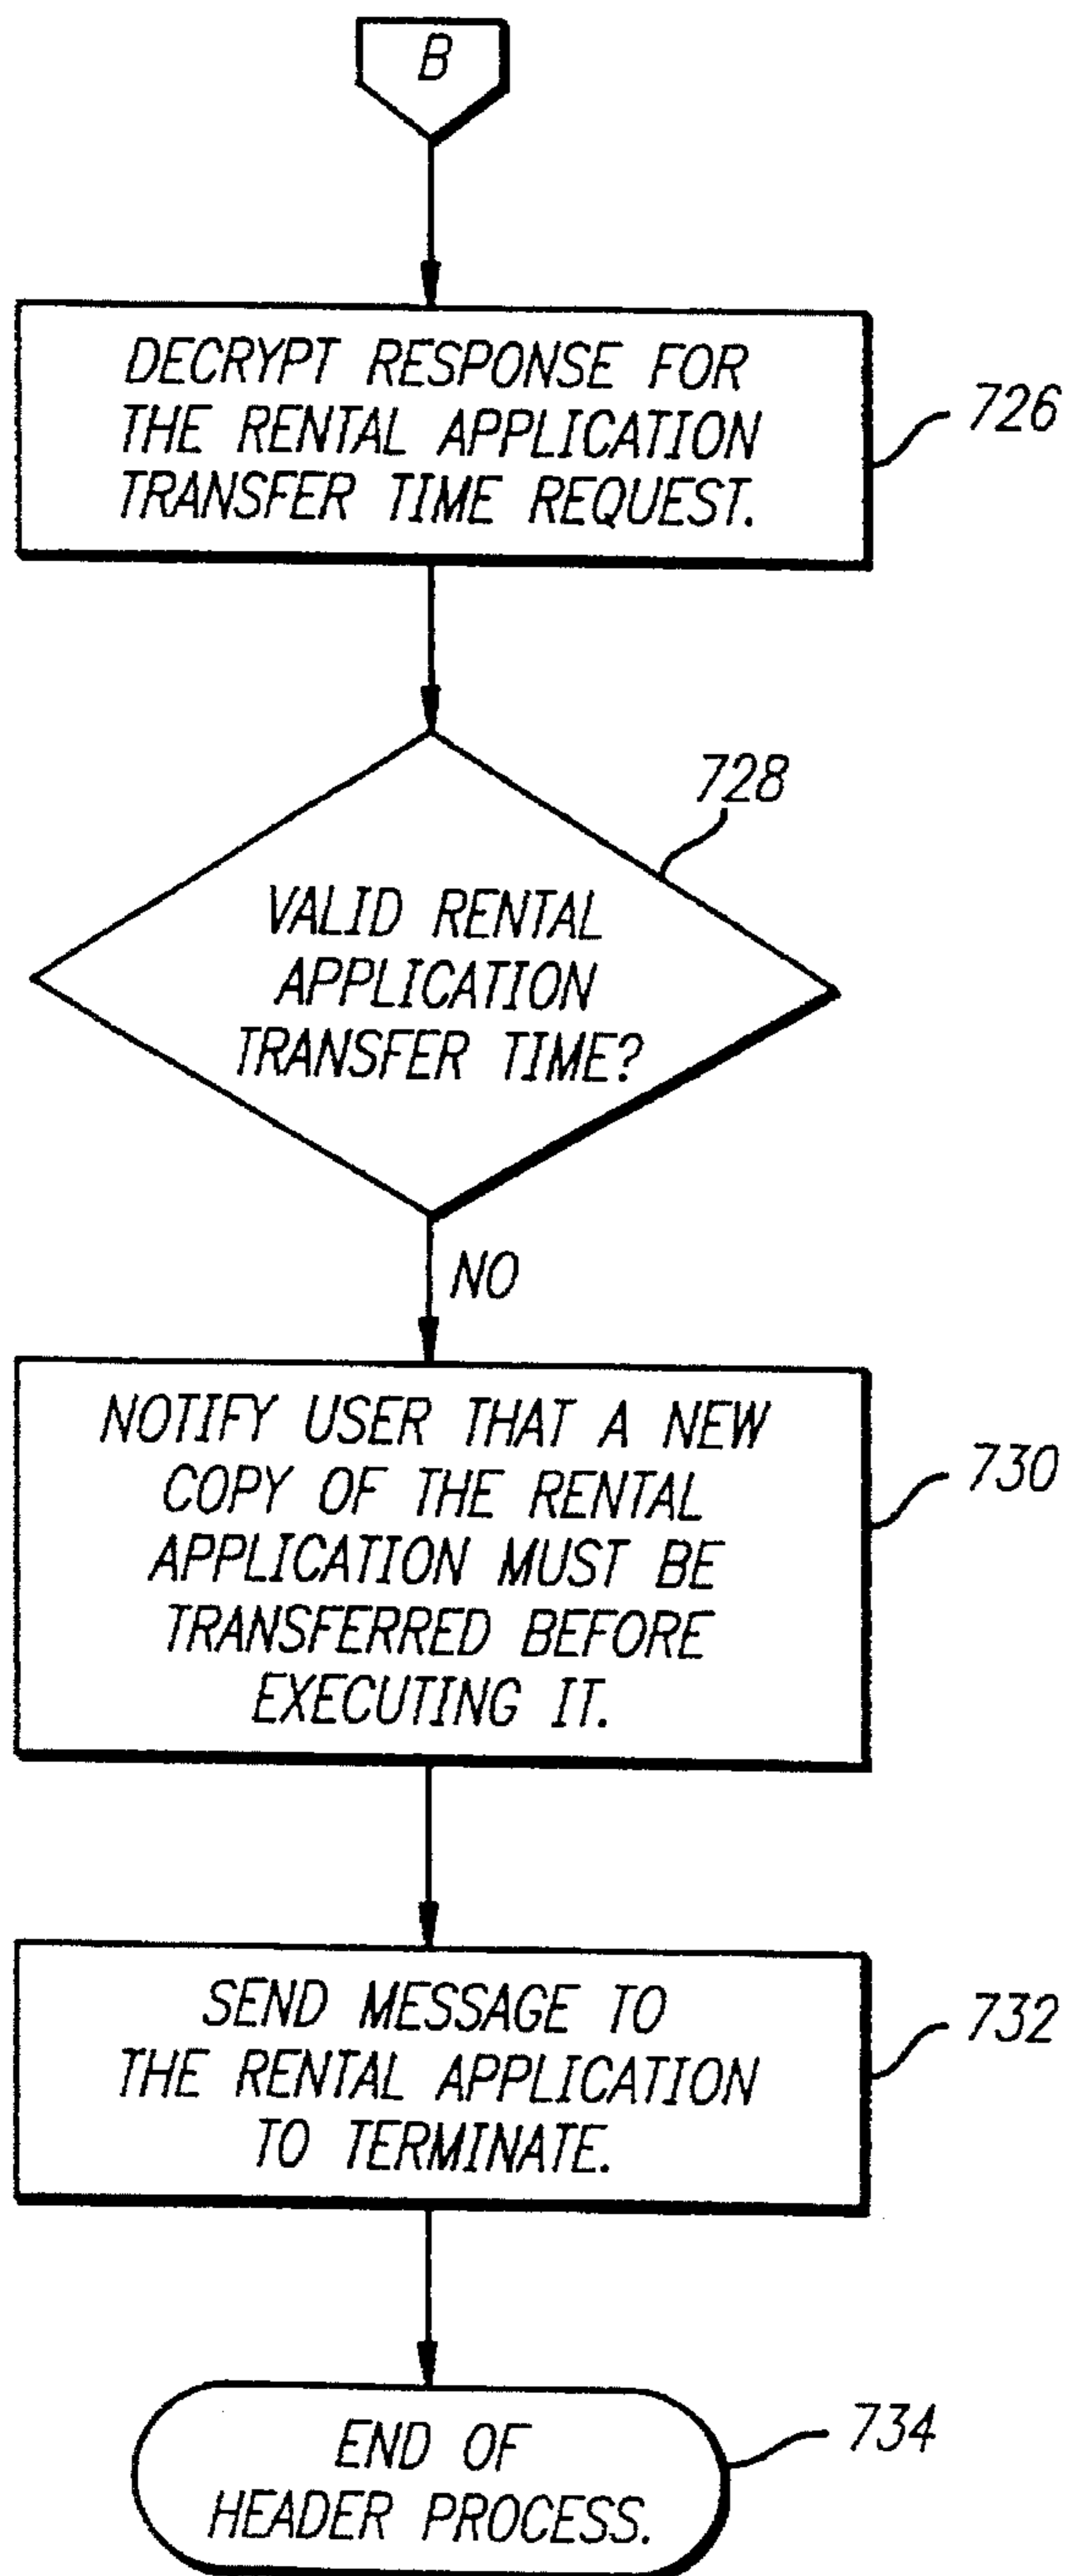 B
DECRYPT RESPONSE FOR
THE RENTAL APPLICATION
TRANSFER TIME REQUEST.
726
728
VALID RENTAL
APPLICATION
TRANSFER TIME?
NO
NOTIFY USER THAT A NEW
COPY OF THE RENTAL
APPLICATION MUST BE
TRANSFERRED BEFORE
EXECUTING IT.
730
SEND MESSAGE TO
THE RENTAL APPLICATION
TO TERMINATE.
732
END OF
HEADER PROCESS.
734